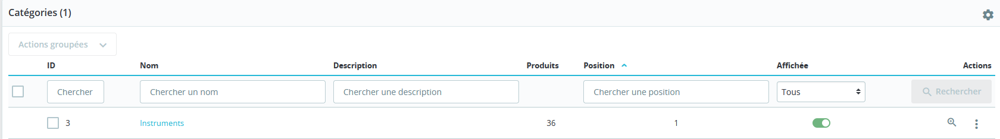 Catégories (1)
Actions groupées
ID Nom Description Produits Position Affichée Actions
Chercher Chercher un nom Chercher une description Chercher une position Tous Rechercher
3 Instruments 36 1